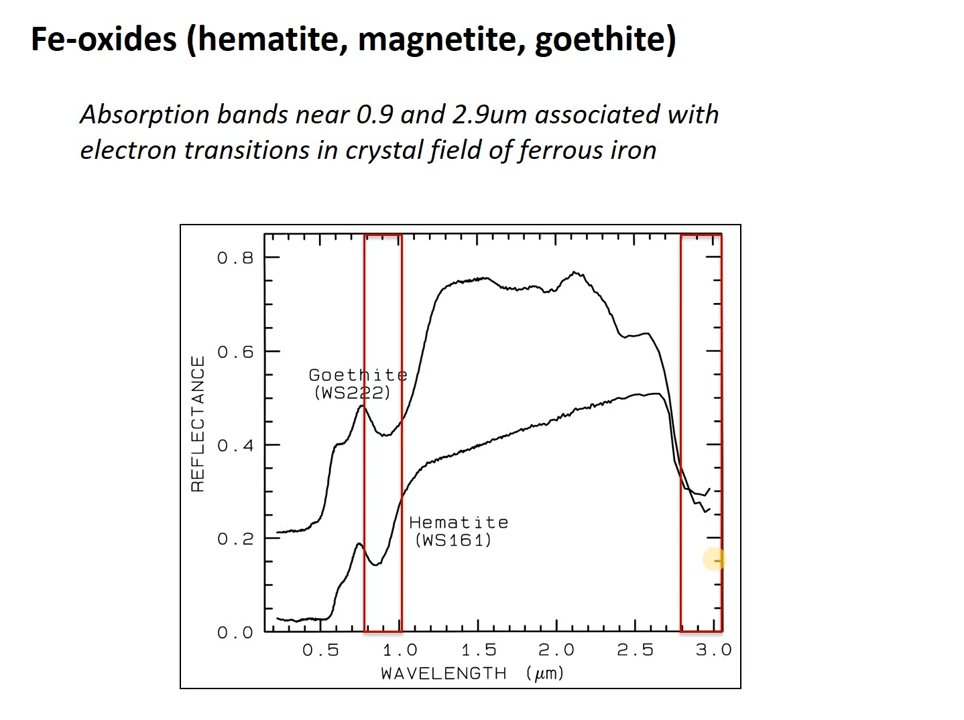 Fe-oxides (hematite, magnetite, goethite)
Absorption bands near 0.9 and 2.9um associated with
electron transitions in crystal field of ferrous iron
0.8
0.6
0.4
0.2
0.0
REFLECTANCE
Goethite
(WS222)
Hematite
(WS161)
0.5 1.0 1.5 2.0 2.5 3.0
WAVELENGTH (μm)